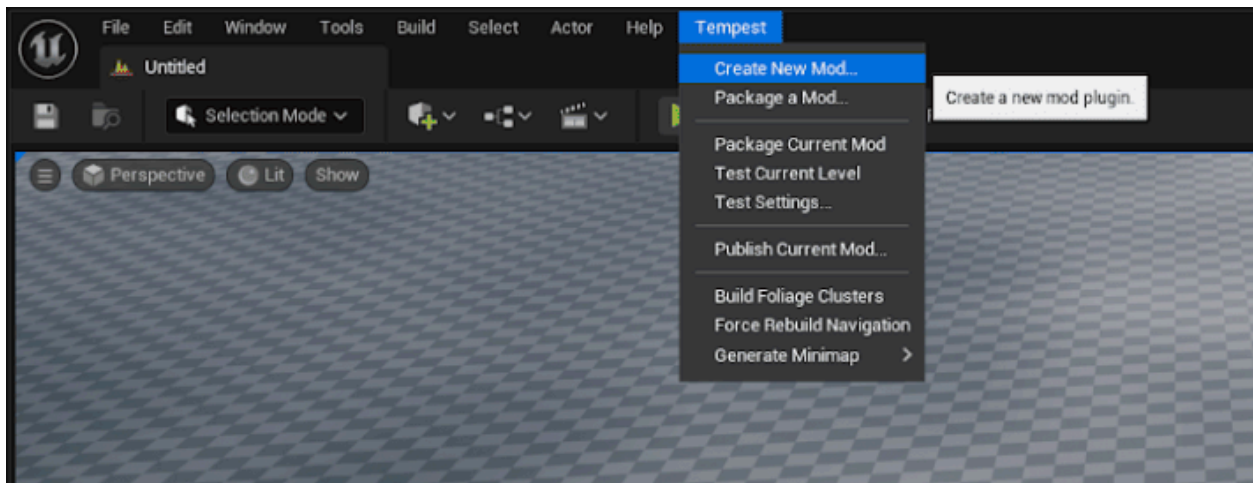 File Edit Window Tools Build Select Actor Help Tempest
Untitled
Create New Mod...
Selection Mode
Package a Mod...
Create a new mod plugin.
Package Current Mod
Perspective Lit Show
Test Current Level
Test Settings...
Publish Current Mod...
Build Foliage Clusters
Force Rebuild Navigation
Generate Minimap